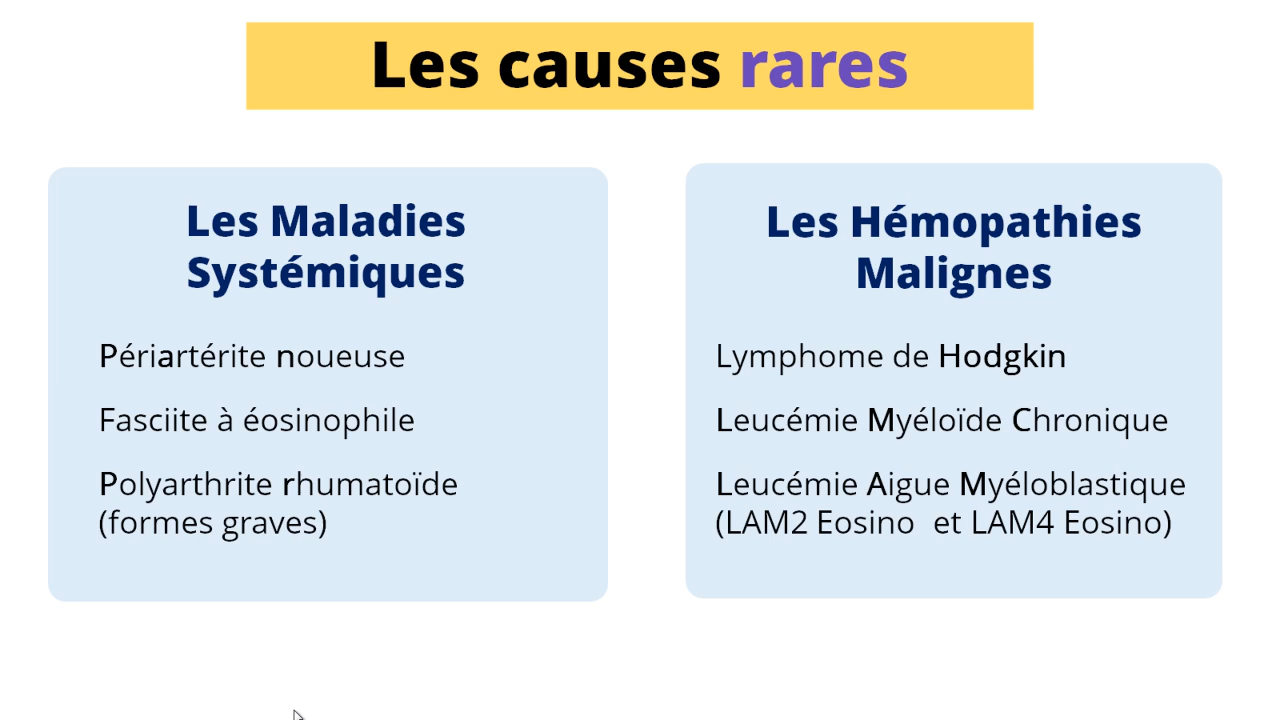 Les causes rares
Les Maladies
Systémiques
Périartérite noueuse
Fasciite à éosinophile
Polyarthrite rhumatoïde
(formes graves)
Les Hémopathies
Malignes
Lymphome de Hodgkin
Leucémie Myéloïde Chronique
Leucémie Aigue Myéloblastique
(LAM2 Eosino  et LAM4 Eosino)